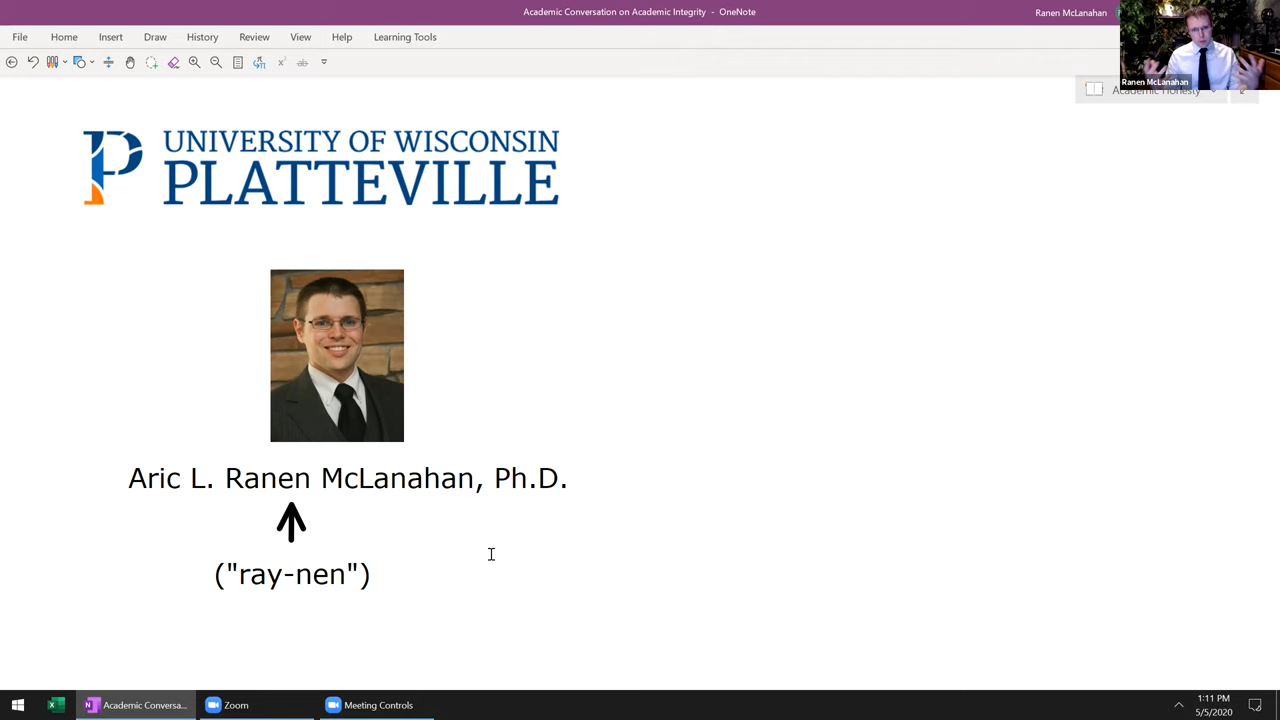 Academic Conversation on Academic Integrity - OneNote
Ranen McLanahan
File Home Insert Draw History Review View Help Learning Tools
Ranen McLanahan
Academic Honesty
UNIVERSITY OF WISCONSIN
PLATTEVILLE
Aric L. Ranen McLanahan, Ph.D.
("ray-nen")
Academic Conversa...
Zoom
Meeting Controls
1:11 PM
5/5/2020